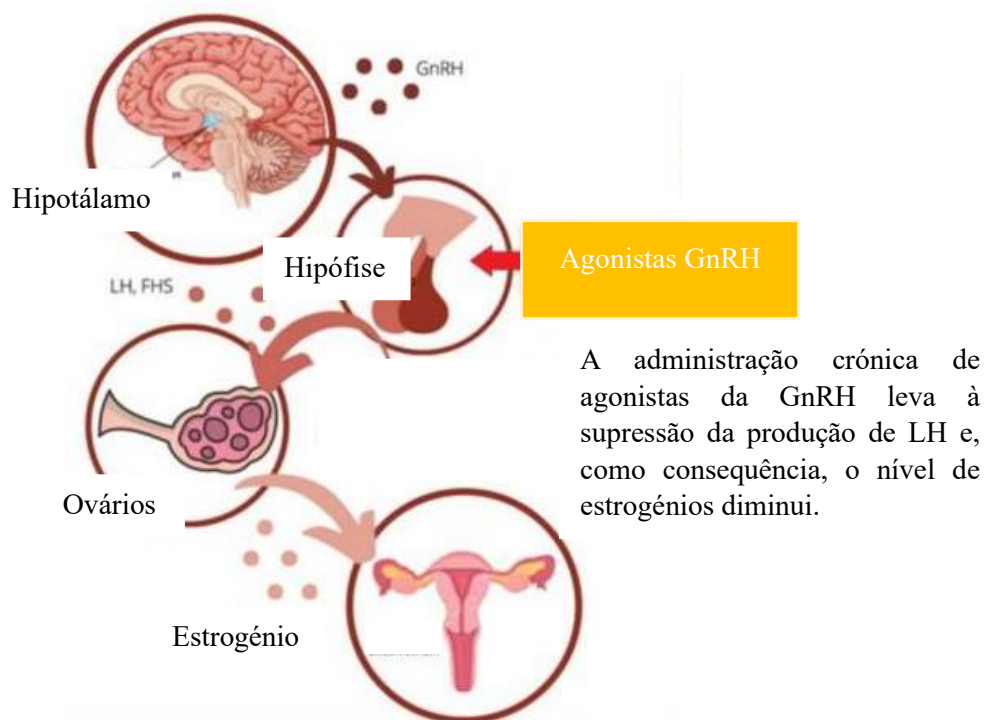 GnRH
Hipotálamo
Hipófise
Agonistas GnRH
LH, FHS
A administração crónica de
agonistas da GnRH leva à
supressão da produção de LH e,
como consequência, o nível de
estrogénios diminui.
Ovários
Estrogénio